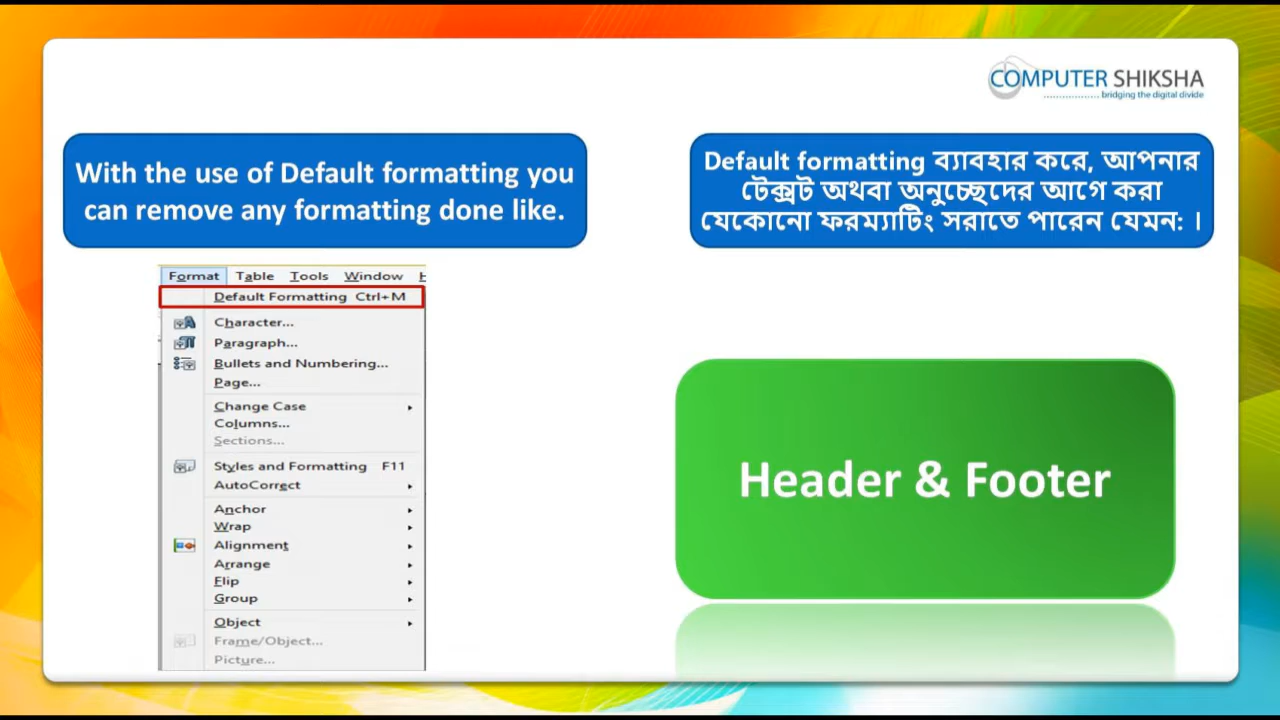 COMPUTER SHIKSHA
bridging the digital divide
With the use of Default formatting you
can remove any formatting done like.
Default formatting ব্যাবহার করে, আপনার
টেক্সট অথবা অনুচ্ছেদের আগে করা
যেকোনো ফরম্যাটিং সরাতে পারেন যেমন: ।
Format Table Tools Window H
Default Formatting Ctrl+M
Character...
Paragraph...
Bullets and Numbering...
Page...
Change Case
Columns...
Sections...
Styles and Formatting F11
AutoCorrect
Anchor
Wrap
Alignment
Arrange
Flip
Group
Object
Frame/Object...
Picture...
Header & Footer